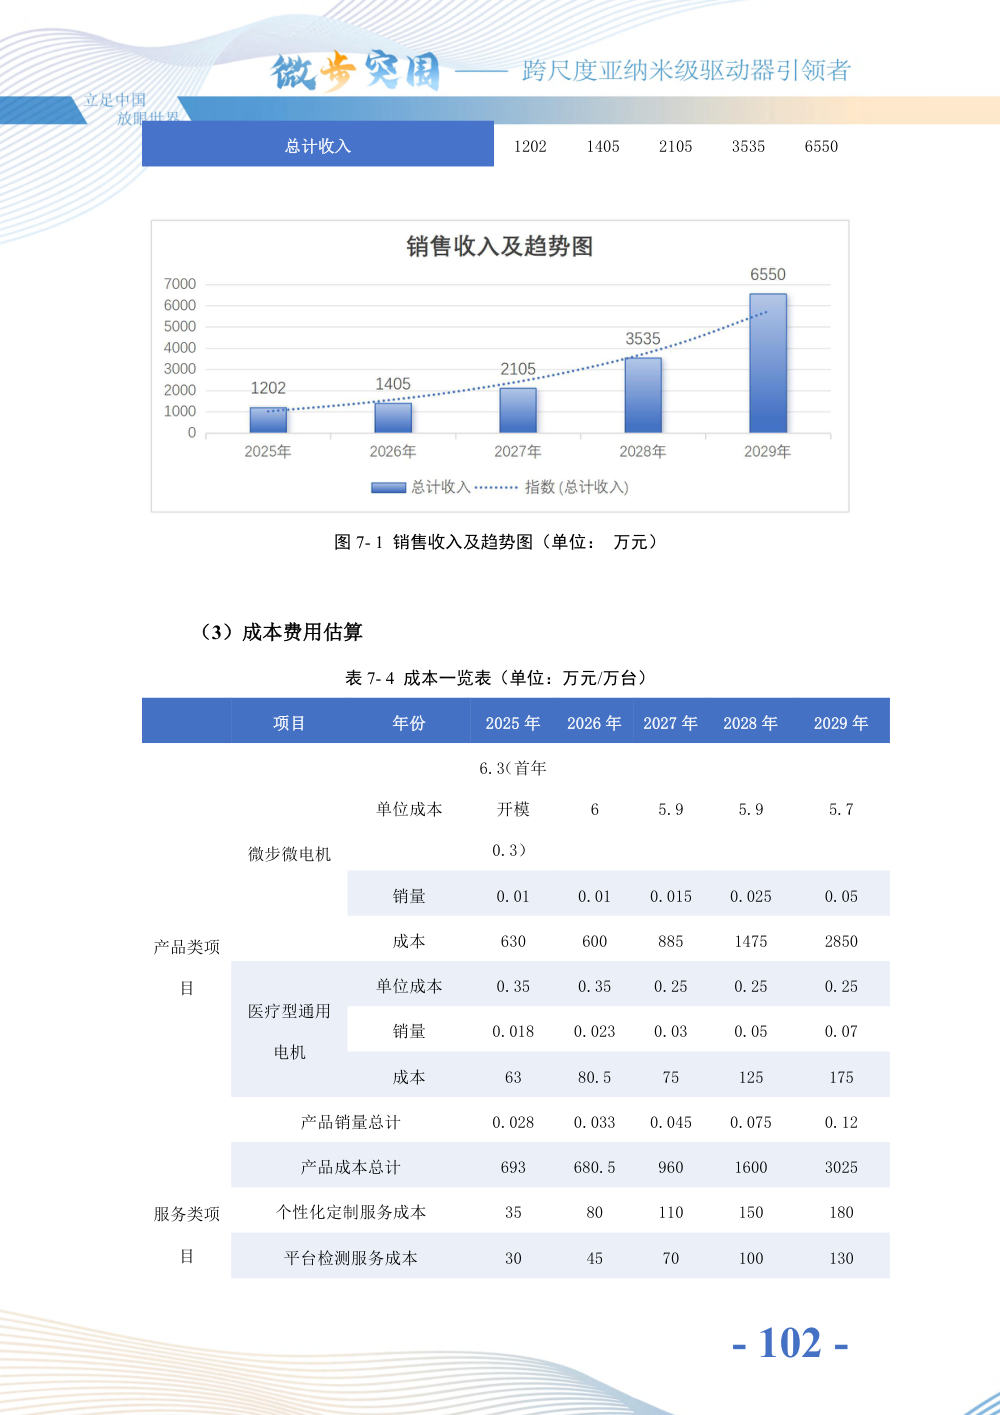 微步突围 —— 跨尺度亚纳米级驱动器引领者
立足中国
放眼世界
总计收入 1202 1405 2105 3535 6550
销售收入及趋势图
7000
6000
5000
4000
3000
2000
1000
0
1202 1405 2105 3535 6550
2025年 2026年 2027年 2028年 2029年
总计收入 指数 (总计收入)
图 7- 1 销售收入及趋势图（单位： 万元）
（3）成本费用估算
表 7- 4 成本一览表（单位：万元/万台）
项目 年份 2025 年 2026 年 2027 年 2028 年 2029 年
产品类项目
微步微电机
单位成本 6.3（首年开模0.3） 6 5.9 5.9 5.7
销量 0.01 0.01 0.015 0.025 0.05
成本 630 600 885 1475 2850
医疗型通用电机
单位成本 0.35 0.35 0.25 0.25 0.25
销量 0.018 0.023 0.03 0.05 0.07
成本 63 80.5 75 125 175
产品销量总计 0.028 0.033 0.045 0.075 0.12
产品成本总计 693 680.5 960 1600 3025
服务类项目
个性化定制服务成本 35 80 110 150 180
平台检测服务成本 30 45 70 100 130
- 102 -